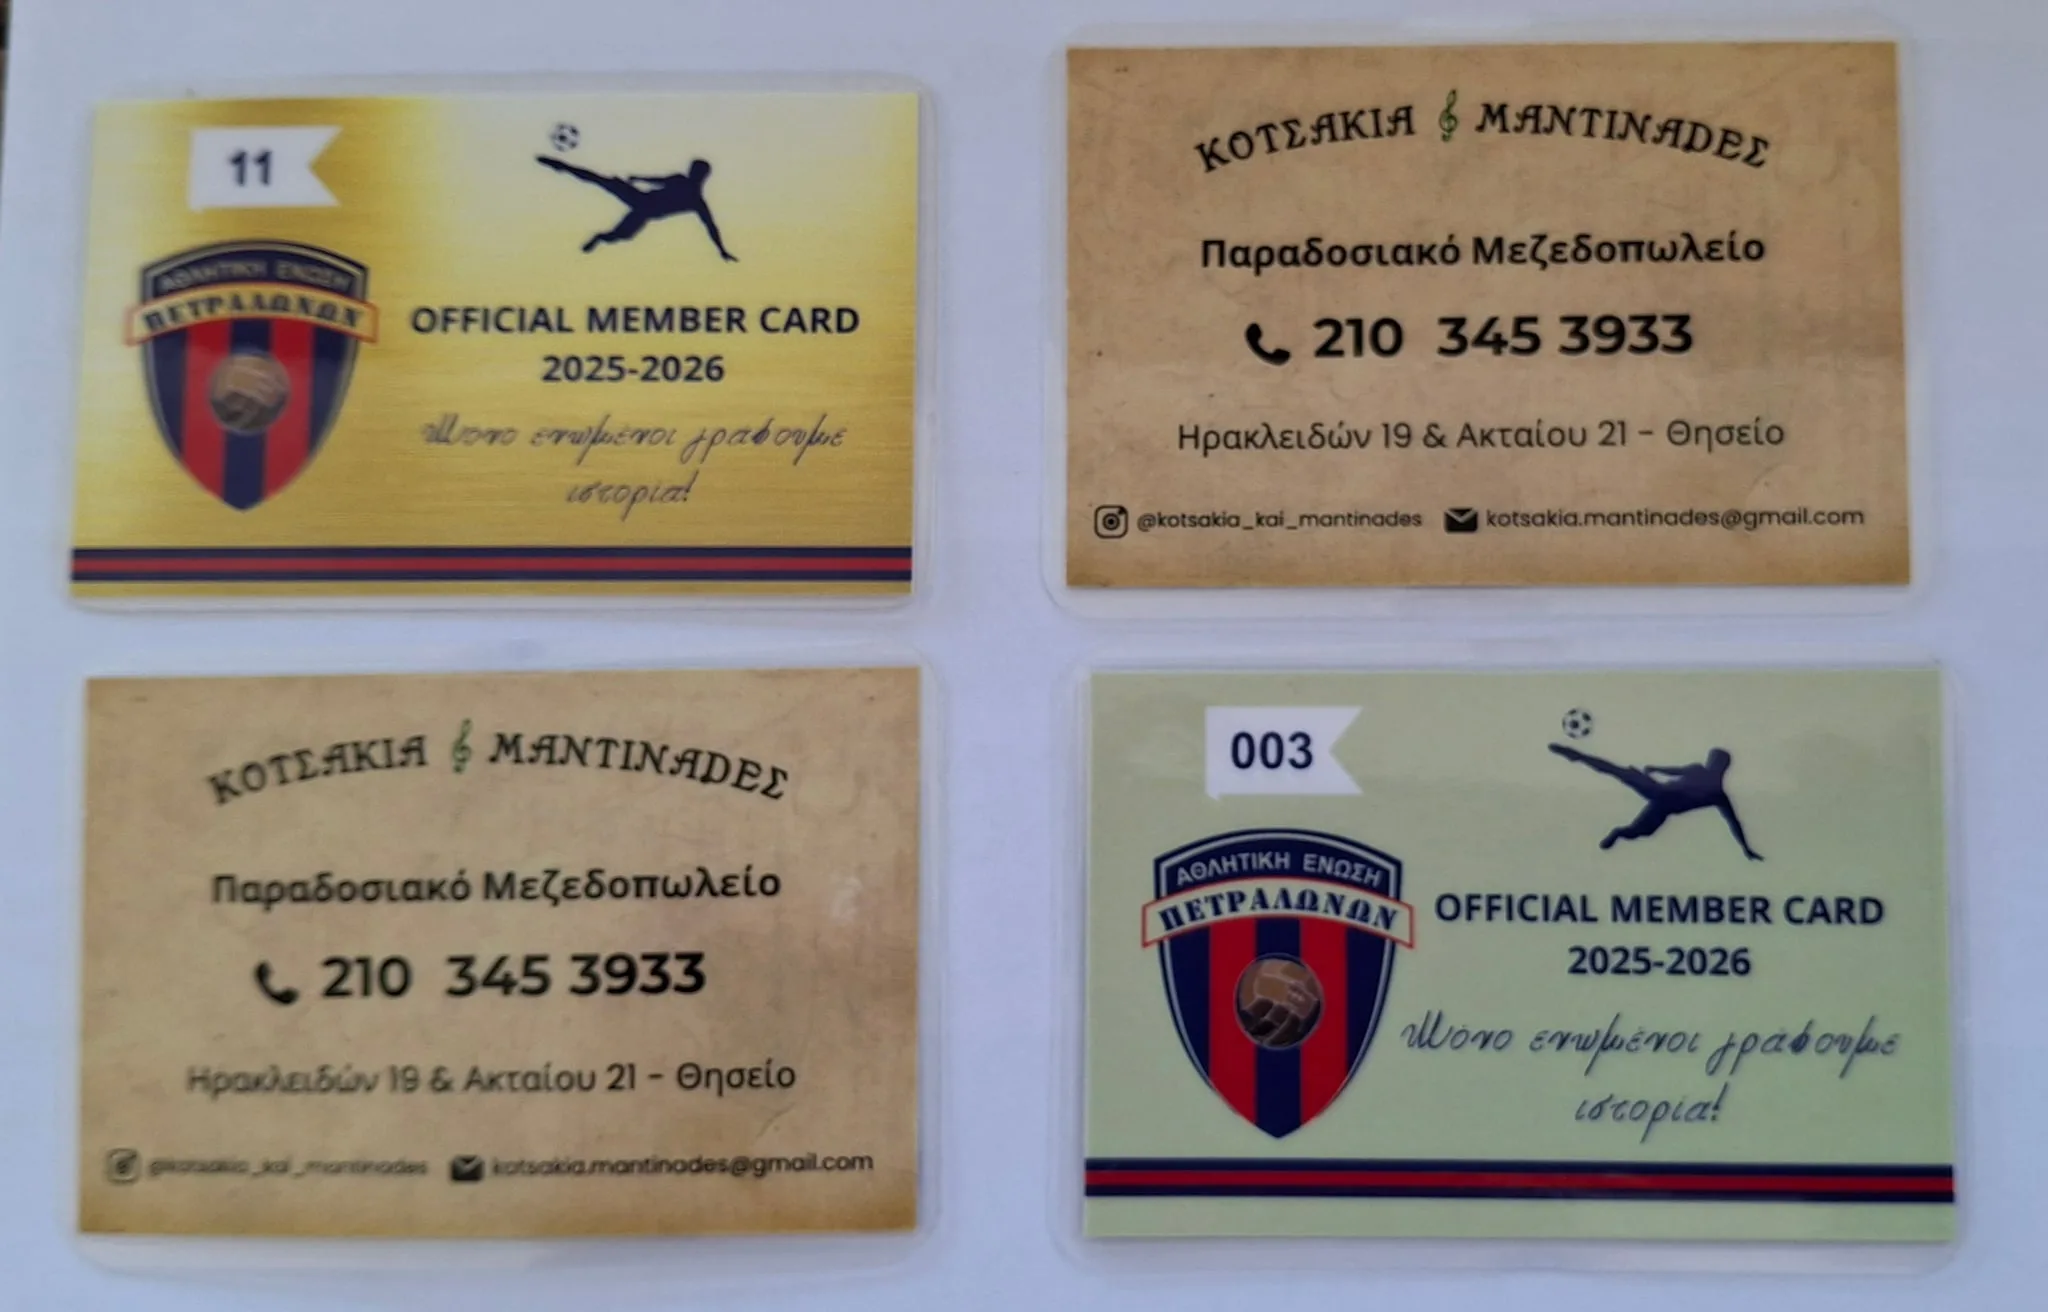 11
ΑΘΛΗΤΙΚΗ ΕΝΩΣΗ
ΠΕΤΡΑΛΩΝΩΝ
OFFICIAL MEMBER CARD
2025-2026
Μόνο ενωμένοι γράφουμε
ιστορία!
ΚΟΤΣΑΚΙΑ ΜΑΝΤΙΝΑΔΕΣ
Παραδοσιακό Μεζεδοπωλείο
210 345 3933
Ηρακλειδών 19 & Ακταίου 21 - Θησείο
@kotsakia_kai_mantinades kotsakia.mantinades@gmail.com
ΚΟΤΣΑΚΙΑ ΜΑΝΤΙΝΑΔΕΣ
Παραδοσιακό Μεζεδοπωλείο
210 345 3933
Ηρακλειδών 19 & Ακταίου 21 - Θησείο
@kotsakia_kai_mantinades kotsakia.mantinades@gmail.com
003
ΑΘΛΗΤΙΚΗ ΕΝΩΣΗ
ΠΕΤΡΑΛΩΝΩΝ
OFFICIAL MEMBER CARD
2025-2026
Μόνο ενωμένοι γράφουμε
ιστορία!